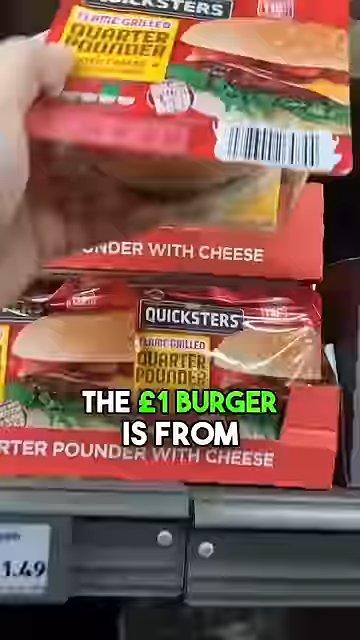 QUICKSTERS
FLAME GRILLED
QUARTER
POUNDER
UNDER WITH CHEESE
QUICKSTERS
FLAME GRILLED
QUARTER
POUNDER
THE £1 BURGER
IS FROM
RTER POUNDER WITH CHEESE
1.49